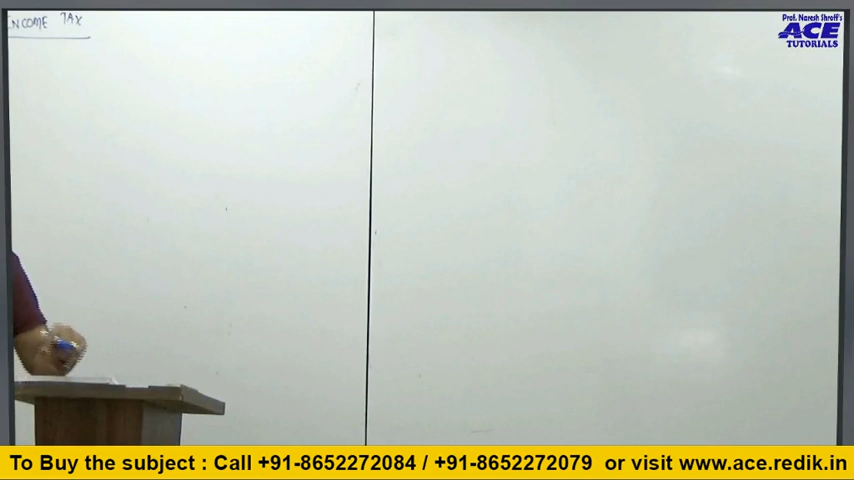 INCOME TAX
Prof. Naresh Shroff's
ACE
TUTORIALS
To Buy the subject : Call +91-8652272084 / +91-8652272079 or visit www.ace.redik.in